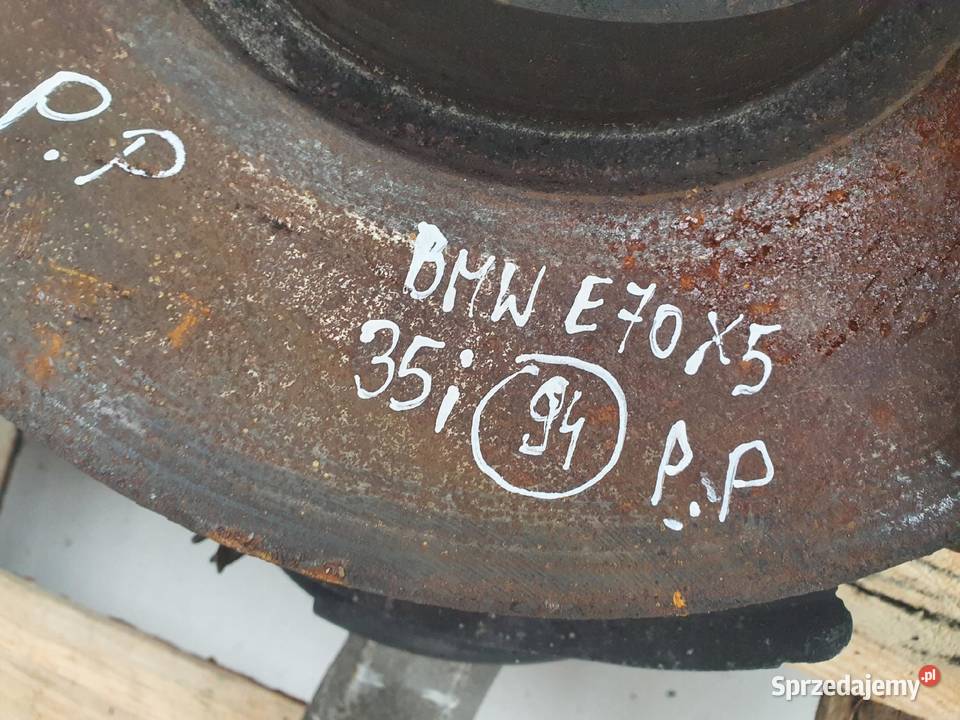 P.P
BMW E70 X5
35i 94 P.P
Sprzedajemy.pl